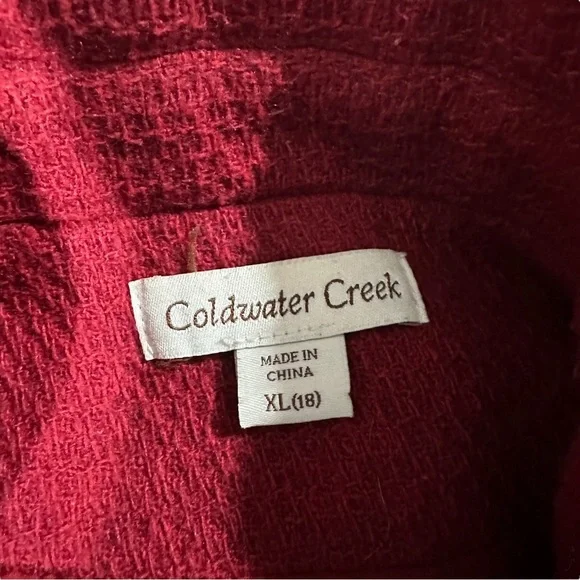 Coldwater Creek
MADE IN
CHINA
XL(18)